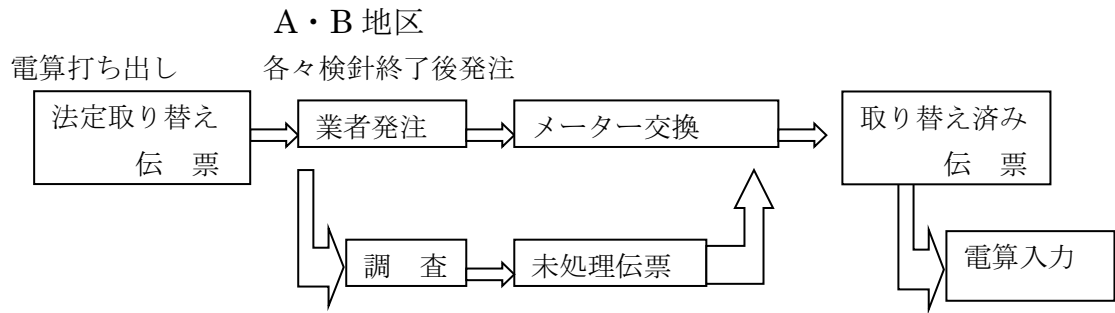 A・B 地区
電算打ち出し
各々検針終了後発注
法定取り替え
伝　票
業者発注
メーター交換
取り替え済み
伝　票
調　査
未処理伝票
電算入力